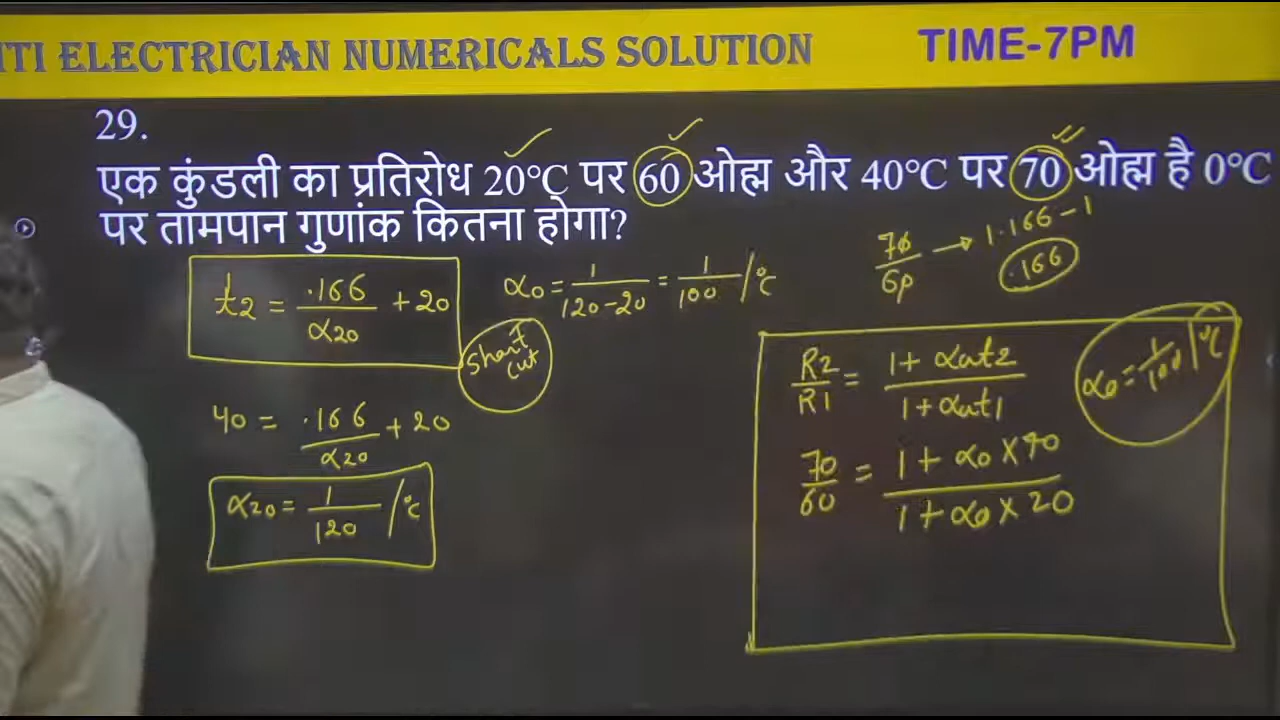 ITI ELECTRICIAN NUMERICALS SOLUTION TIME-7PM
29.
एक कुंडली का प्रतिरोध 20°C पर 60 ओह्म और 40°C पर 70 ओह्म है 0°C
पर तामपान गुणांक कितना होगा?
t2 = .166/α20 + 20
Short cut
40 = .166/α20 + 20
α20 = 1/120 /°C
α0 = 1/(120-20) = 1/100 /°C
70/60 → 1.166-1
.166
R2/R1 = (1 + α0t2)/(1 + α0t1)
α0 = 1/100 /°C
70/60 = (1 + α0 × 40)/(1 + α0 × 20)